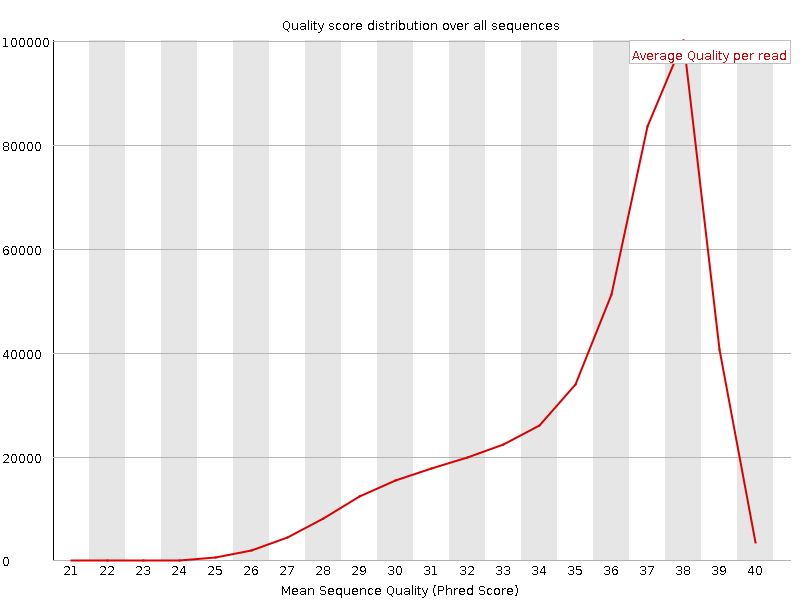 Quality score distribution over all sequences
Average Quality per read
100000
80000
60000
40000
20000
0
21 22 23 24 25 26 27 28 29 30 31 32 33 34 35 36 37 38 39 40
Mean Sequence Quality (Phred Score)